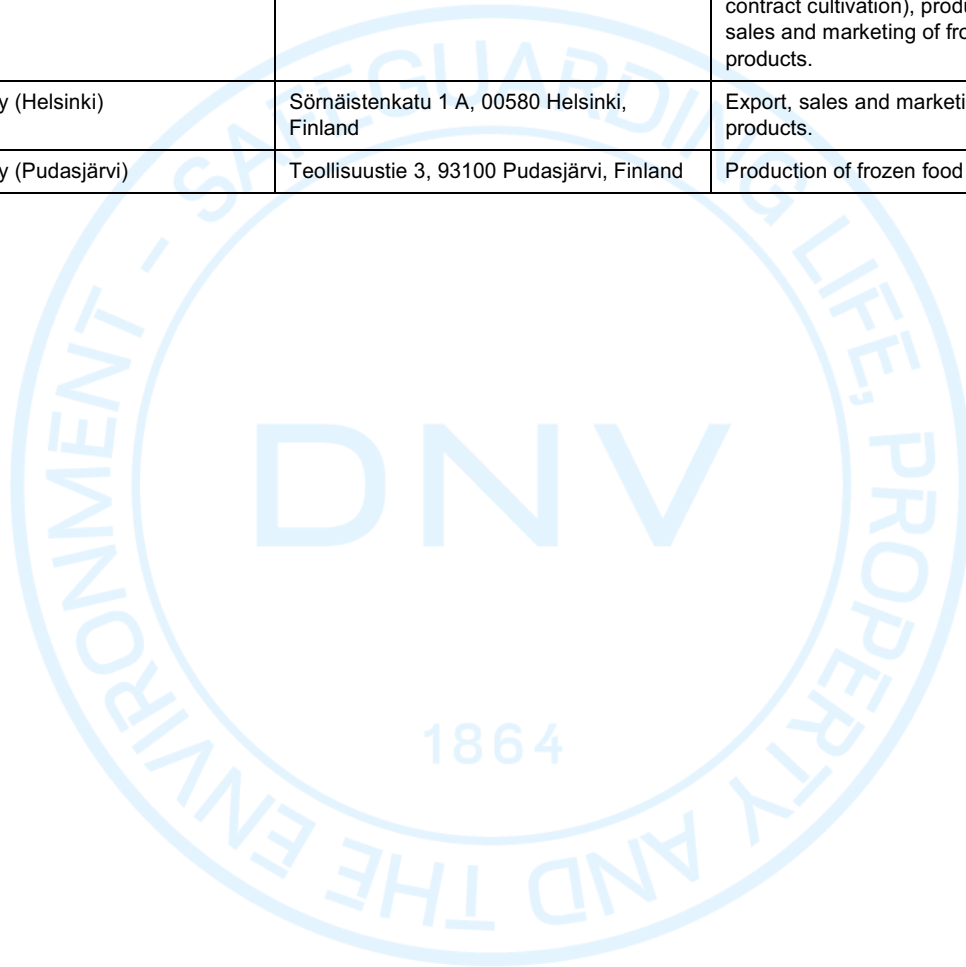 contract cultivation), prod
sales and marketing of fro
products.
y (Helsinki)
Sörnäistenkatu 1 A, 00580 Helsinki,
Finland
Export, sales and marketi
products.
y (Pudasjärvi)
Teollisuustie 3, 93100 Pudasjärvi, Finland
Production of frozen food
SAFEGUARDING LIFE, PROPERTY AND THE ENVIRONMENT -
DNV
1864